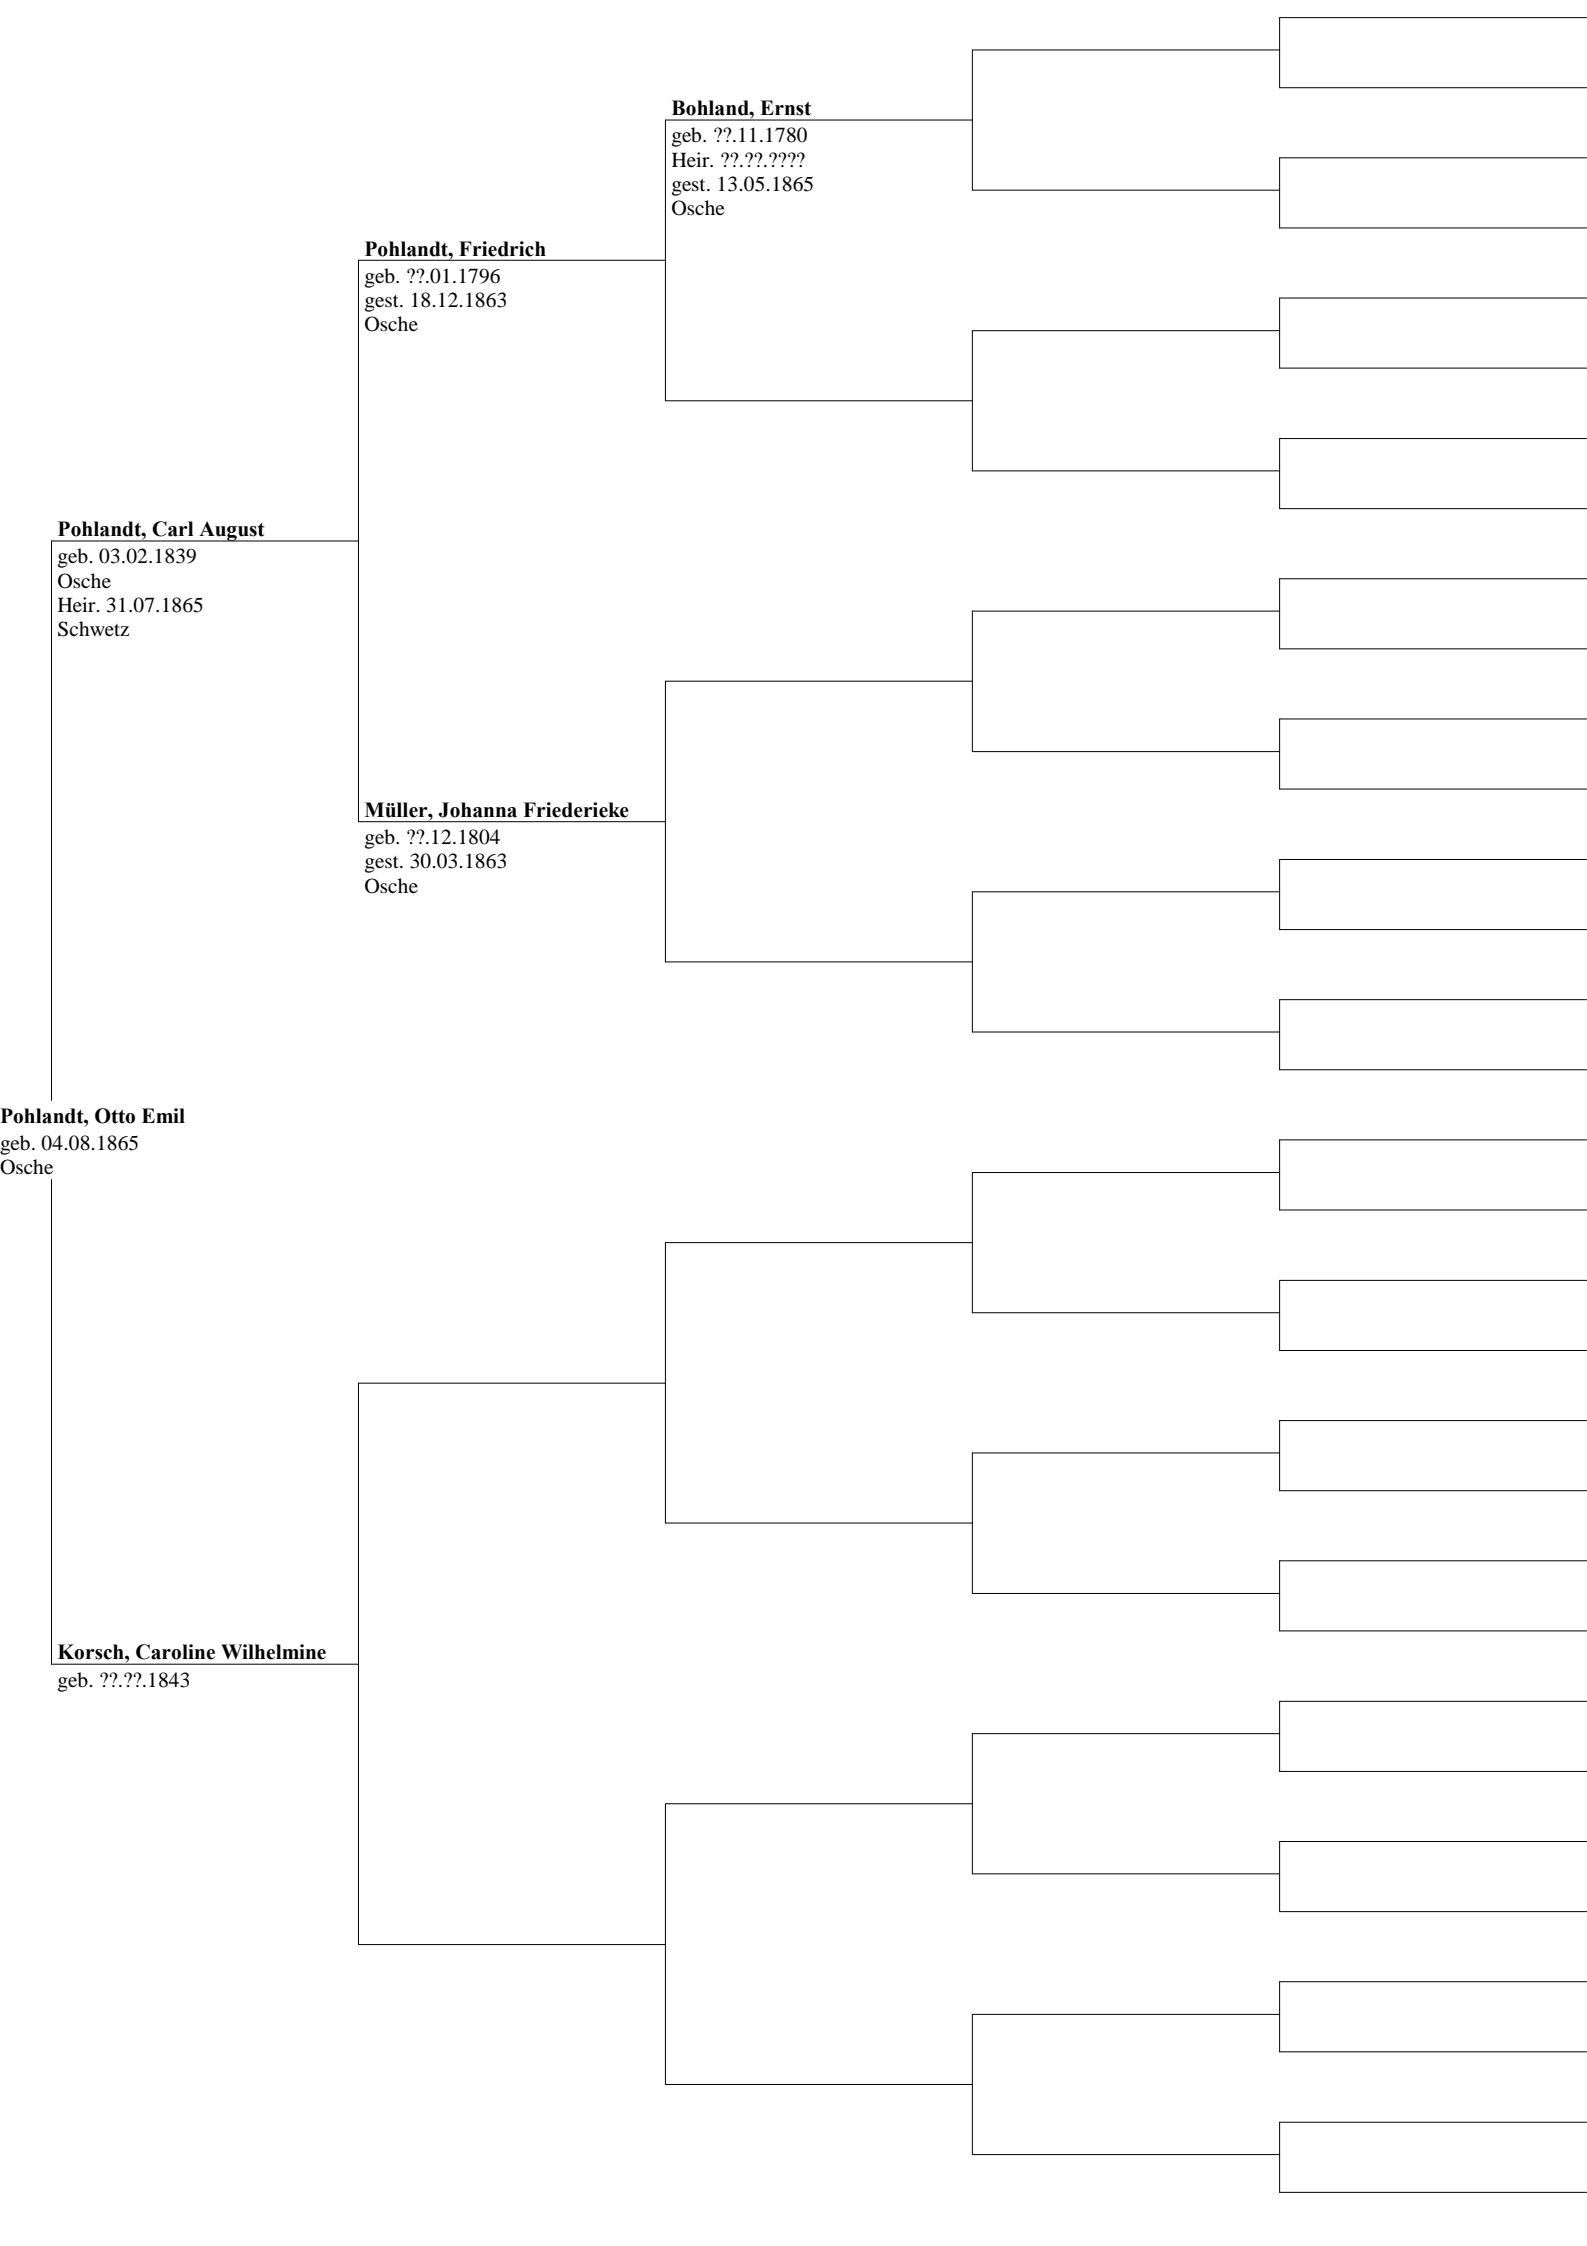 Bohland, Ernst
geb. ??.11.1780
Heir. ??.??.????
gest. 13.05.1865
Osche
Pohlandt, Friedrich
geb. ??.01.1796
gest. 18.12.1863
Osche
Pohlandt, Carl August
geb. 03.02.1839
Osche
Heir. 31.07.1865
Schwetz
Müller, Johanna Friederieke
geb. ??.12.1804
gest. 30.03.1863
Osche
Pohlandt, Otto Emil
geb. 04.08.1865
Osche
Korsch, Caroline Wilhelmine
geb. ??.??.1843